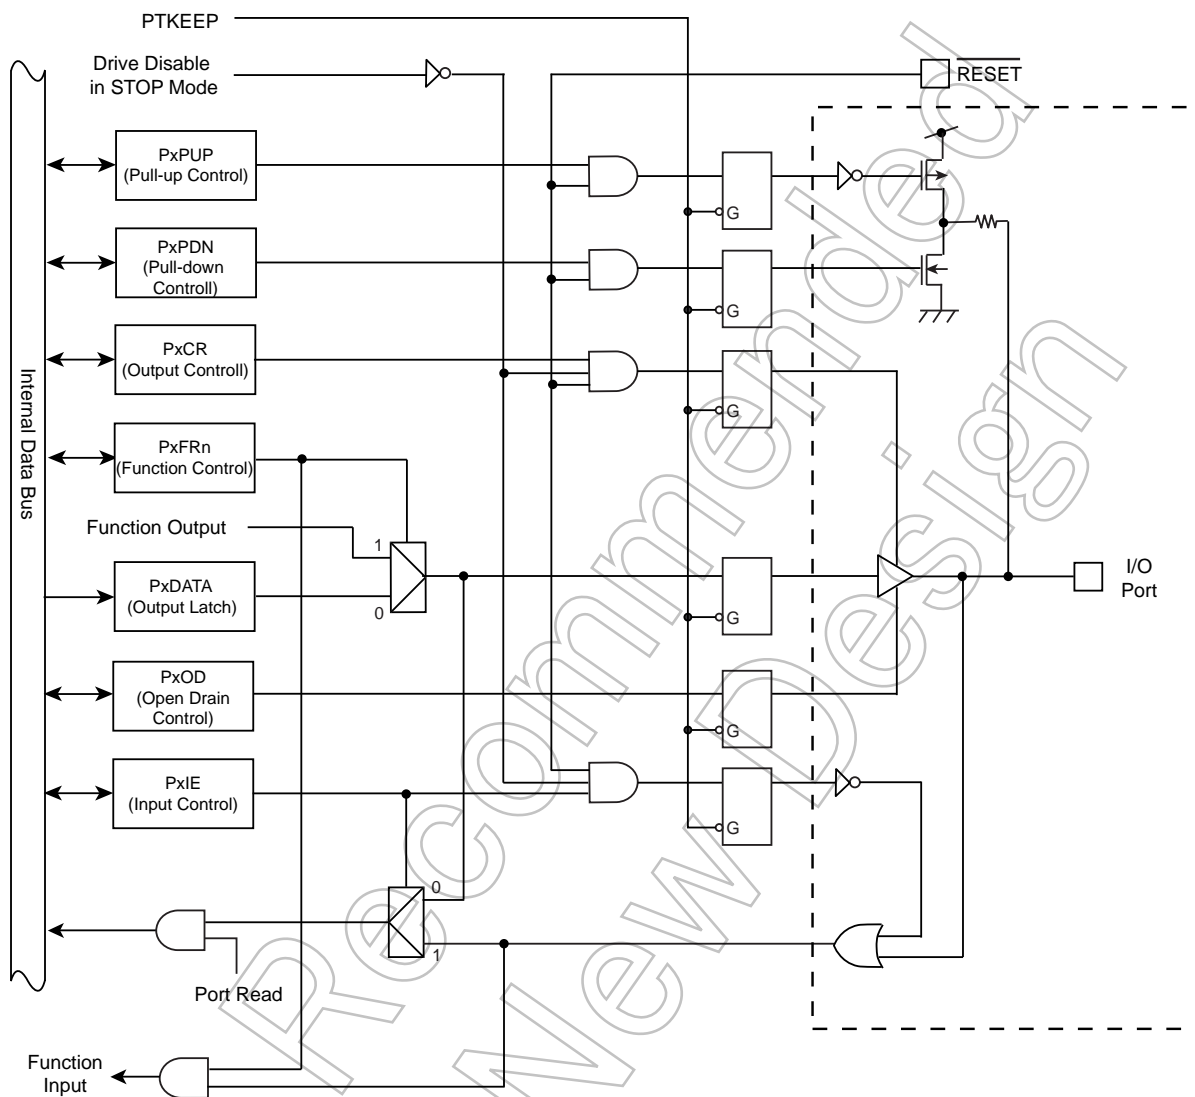 PTKEEP
Drive Disable
in STOP Mode
RESET
PxPUP
(Pull-up Control)
G
PxPDN
(Pull-down
Controll)
G
PxCR
(Output Controll)
G
Internal Data Bus
PxFRn
(Function Control)
Function Output
1
0
PxDATA
(Output Latch)
G
I/O
Port
PxOD
(Open Drain
Control)
G
PxIE
(Input Control)
G
0
1
Port Read
Function
Input
Recommended
New Design